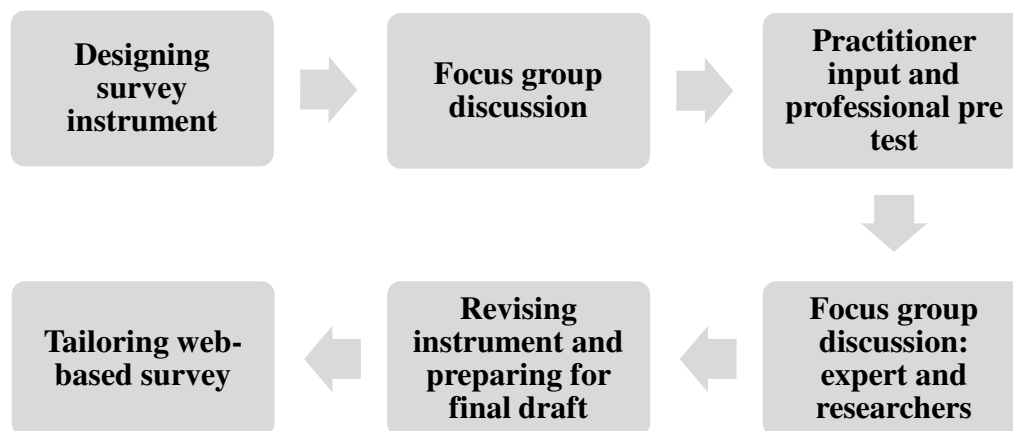 Designing
survey
instrument
Focus group
discussion
Practitioner
input and
professional pre
test
Focus group
discussion:
expert and
researchers
Revising
instrument and
preparing for
final draft
Tailoring web-
based survey